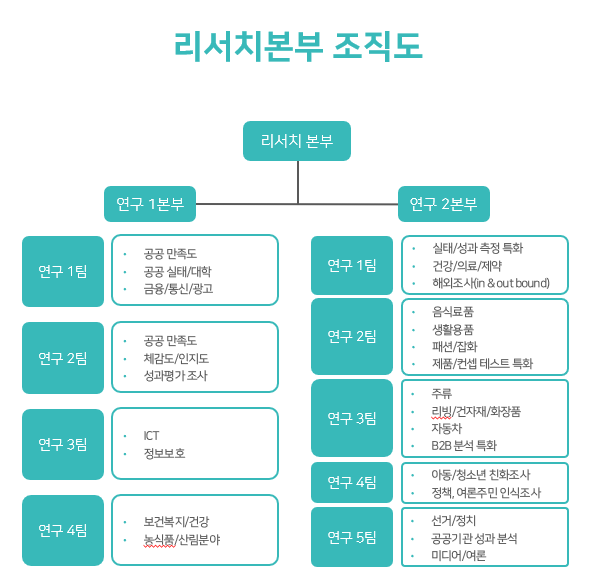 리서치본부 조직도
리서치 본부
연구 1본부
연구 2본부
연구 1팀
공공 만족도
공공 실태/대학
금융/통신/광고
연구 2팀
공공 만족도
체감도/인지도
성과평가 조사
연구 3팀
ICT
정보보호
연구 4팀
보건복지/건강
농식품/산림분야
연구 1팀
실태/성과 측정 특화
건강/의료/제약
해외조사(in & out bound)
연구 2팀
음식료품
생활용품
패션/잡화
제품/컨셉 테스트 특화
연구 3팀
주류
리빙/건자재/화장품
자동차
B2B 분석 특화
연구 4팀
아동/청소년 친화조사
정책, 여론주민 인식조사
연구 5팀
선거/정치
공공기관 성과 분석
미디어/여론